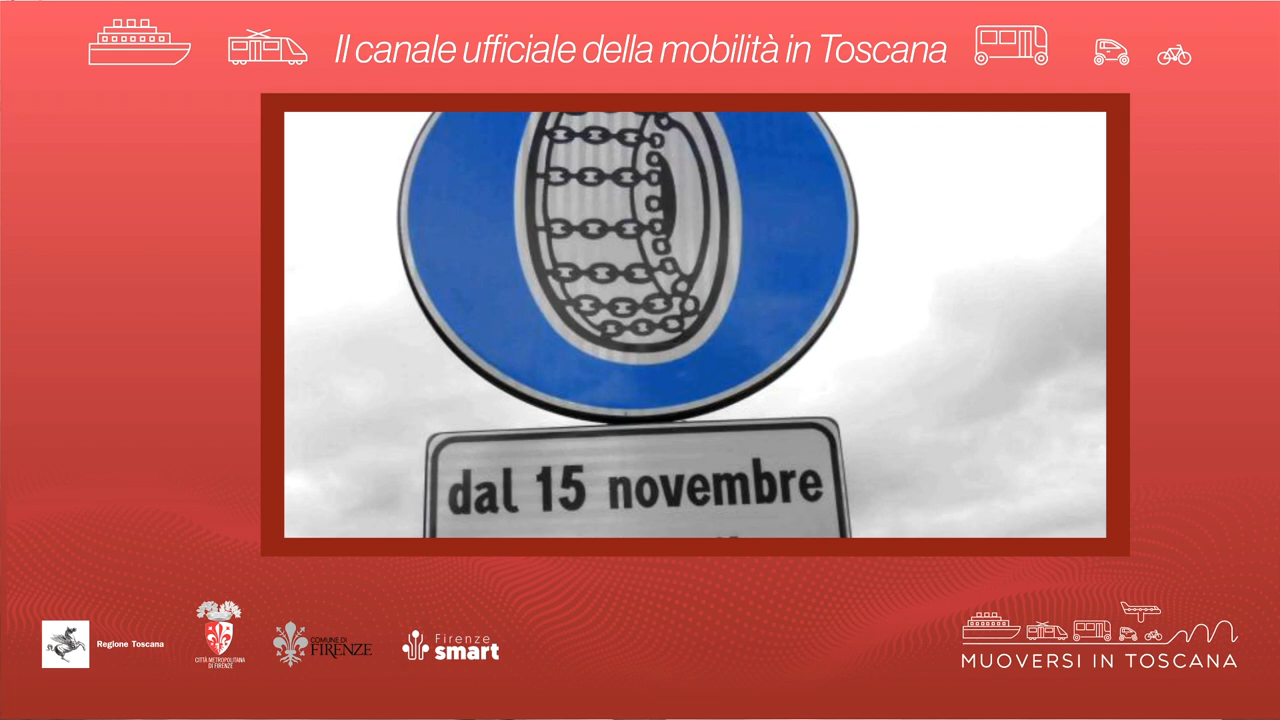 Il canale ufficiale della mobilità in Toscana
dal 15 novembre
Regione Toscana
CITTÀ METROPOLITANA
DI FIRENZE
COMUNE DI
FIRENZE
Firenze
smart
MUOVERSI IN TOSCANA